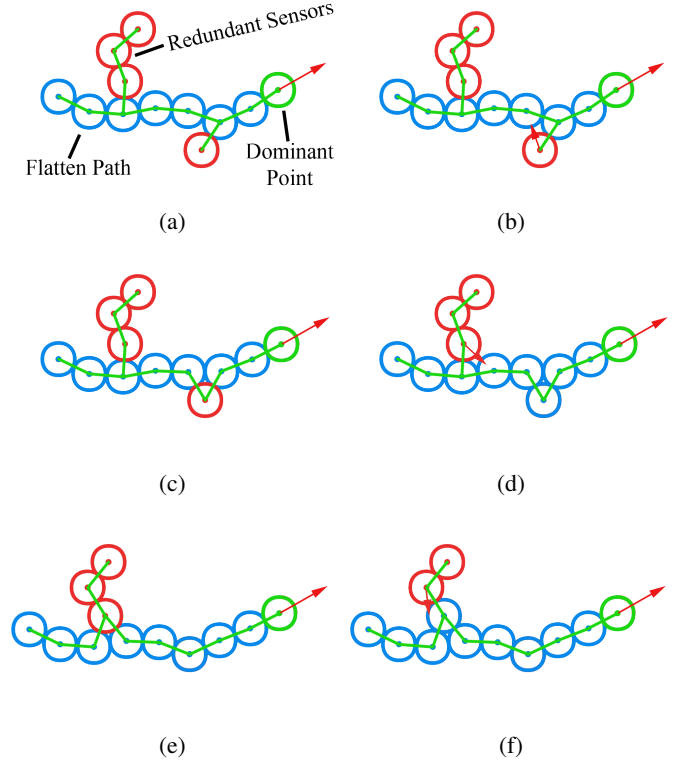 Redundant Sensors
Flatten Path
Dominant
Point
(a)
(b)
(c)
(d)
(e)
(f)